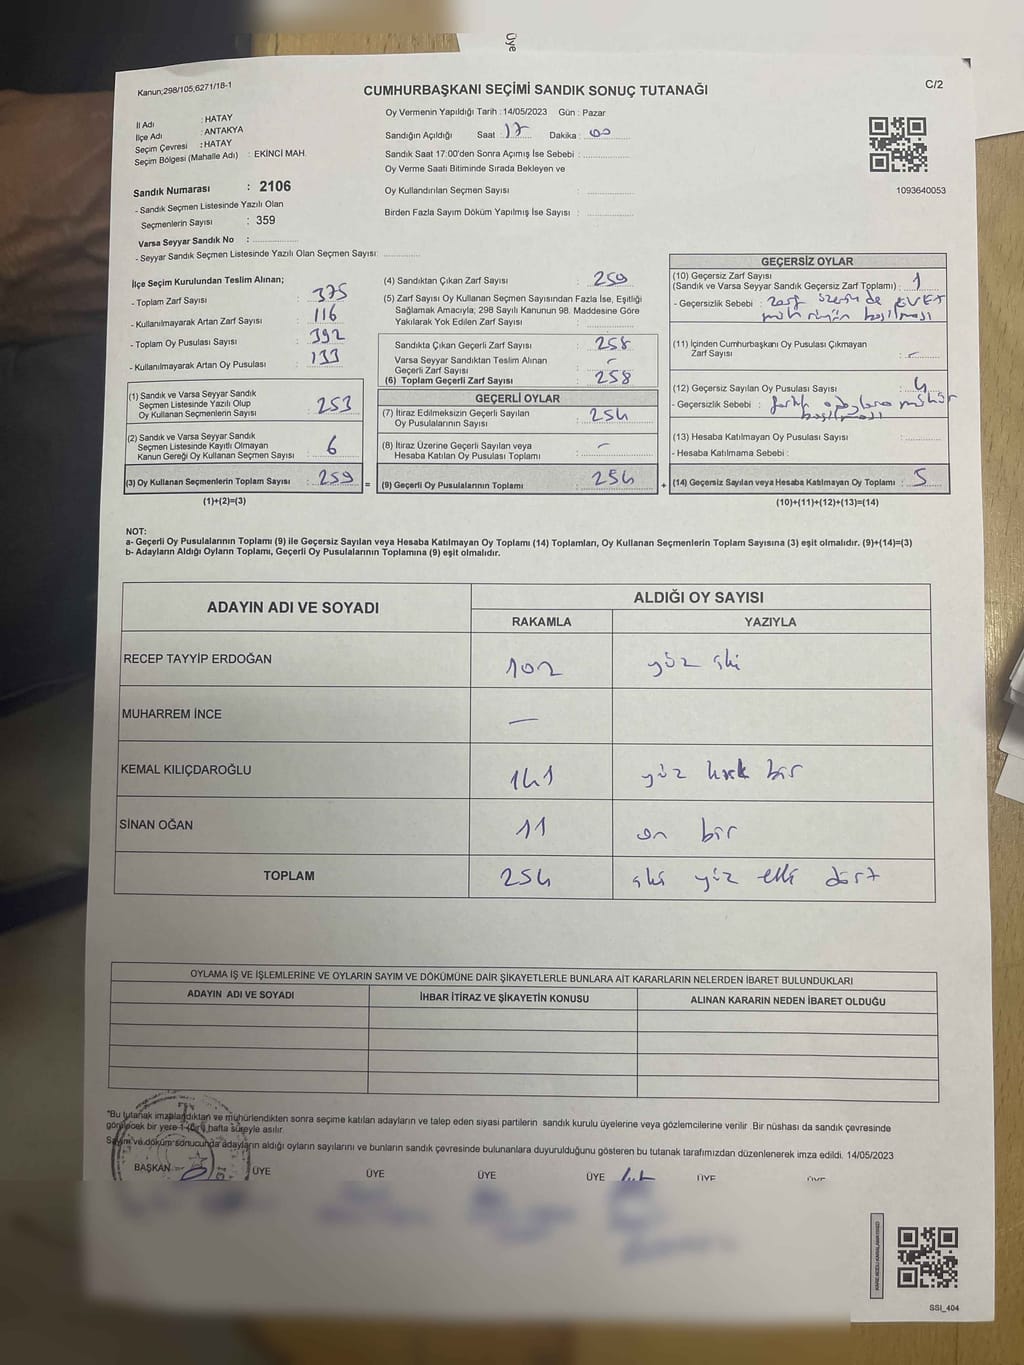 Üye
Kanun;298/105,6271/18-1
CUMHURBAŞKANI SEÇİMİ SANDIK SONUÇ TUTANAĞI
C/2
Oy Vermenin Yapıldığı Tarih : 14/05/2023 Gün : Pazar
İl Adı : HATAY
İlçe Adı : ANTAKYA
Seçim Çevresi : HATAY
Seçim Bölgesi (Mahalle Adı) : EKİNCİ MAH.
Sandığın Açıldığı Saat : 17 Dakika : 00
Sandık Saat 17:00'den Sonra Açımış İse Sebebi :
Oy Verme Saati Bitiminde Sırada Bekleyen ve
Oy Kullandırılan Seçmen Sayısı :
Birden Fazla Sayım Döküm Yapılmış İse Sayısı :
1093640053
Sandık Numarası : 2106
- Sandık Seçmen Listesinde Yazılı Olan
Seçmenlerin Sayısı : 359
Varsa Seyyar Sandık No :
- Seyyar Sandık Seçmen Listesinde Yazılı Olan Seçmen Sayısı:
İlçe Seçim Kurulundan Teslim Alınan;
- Toplam Zarf Sayısı : 375
- Kullanılmayarak Artan Zarf Sayısı : 116
- Toplam Oy Pusulası Sayısı : 392
- Kullanılmayarak Artan Oy Pusulası : 133
(1) Sandık ve Varsa Seyyar Sandık
Seçmen Listesinde Yazılı Olup
Oy Kullanan Seçmenlerin Sayısı : 253
(2) Sandık ve Varsa Seyyar Sandık
Seçmen Listesinde Kayıtlı Olmayan
Kanun Gereği Oy Kullanan Seçmen Sayısı : 6
(3) Oy Kullanan Seçmenlerin Toplam Sayısı : 259 =
(1)+(2)=(3)
(4) Sandıktan Çıkan Zarf Sayısı : 259
(5) Zarf Sayısı Oy Kullanan Seçmen Sayısından Fazla İse, Eşitliği
Sağlamak Amacıyla; 298 Sayılı Kanunun 98. Maddesine Göre
Yakılarak Yok Edilen Zarf Sayısı :
Sandıkta Çıkan Geçerli Zarf Sayısı : 258
Varsa Seyyar Sandıktan Teslim Alınan
Geçerli Zarf Sayısı : -
(6) Toplam Geçerli Zarf Sayısı : 258
GEÇERLİ OYLAR
(7) İtiraz Edilmeksizin Geçerli Sayılan
Oy Pusulalarının Sayısı : 254
(8) İtiraz Üzerine Geçerli Sayılan veya
Hesaba Katılan Oy Pusulası Toplamı : -
(9) Geçerli Oy Pusulalarının Toplamı : 254 +
GEÇERSİZ OYLAR
(10) Geçersiz Zarf Sayısı
(Sandık ve Varsa Seyyar Sandık Geçersiz Zarf Toplamı) : 1
- Geçersizlik Sebebi : zarf üzerinde EVET
mührünün basılması
(11) İçinden Cumhurbaşkanı Oy Pusulası Çıkmayan
Zarf Sayısı : -
(12) Geçersiz Sayılan Oy Pusulası Sayısı : 4
- Geçersizlik Sebebi : farklı adaylara mühür
basılması
(13) Hesaba Katılmayan Oy Pusulası Sayısı :
- Hesaba Katılmama Sebebi :
(14) Geçersiz Sayılan veya Hesaba Katılmayan Oy Toplamı : 5
(10)+(11)+(12)+(13)=(14)
NOT:
a- Geçerli Oy Pusulalarının Toplamı (9) ile Geçersiz Sayılan veya Hesaba Katılmayan Oy Toplamı (14) Toplamları, Oy Kullanan Seçmenlerin Toplam Sayısına (3) eşit olmalıdır. (9)+(14)=(3)
b- Adayların Aldığı Oyların Toplamı, Geçerli Oy Pusulalarının Toplamına (9) eşit olmalıdır.
ADAYIN ADI VE SOYADI
ALDIĞI OY SAYISI
RAKAMLA YAZIYLA
RECEP TAYYİP ERDOĞAN 102 yüz iki
MUHARREM İNCE —
KEMAL KILIÇDAROĞLU 141 yüz kırk bir
SİNAN OĞAN 11 on bir
TOPLAM 254 iki yüz elli dört
OYLAMA İŞ VE İŞLEMLERİNE VE OYLARIN SAYIM VE DÖKÜMÜNE DAİR ŞİKAYETLERLE BUNLARA AİT KARARLARIN NELERDEN İBARET BULUNDUKLARI
ADAYIN ADI VE SOYADI İHBAR İTİRAZ VE ŞİKAYETİN KONUSU ALINAN KARARIN NEDEN İBARET OLDUĞU
*Bu tutanak imzalandıktan ve mühürlendikten sonra seçime katılan adayların ve talep eden siyasi partilerin sandık kurulu üyelerine veya gözlemcilerine verilir. Bir nüshası da sandık çevresinde
görülecek bir yere 1 (bir) hafta süreyle asılır.
Sayım ve döküm sonucunda adayların aldığı oyların sayılarını ve bunların sandık çevresinde bulunanlara duyurulduğunu gösteren bu tutanak tarafımızdan düzenlenerek imza edildi. 14/05/2023
BAŞKAN ÜYE ÜYE ÜYE ÜYE ÜYE
SSI_404